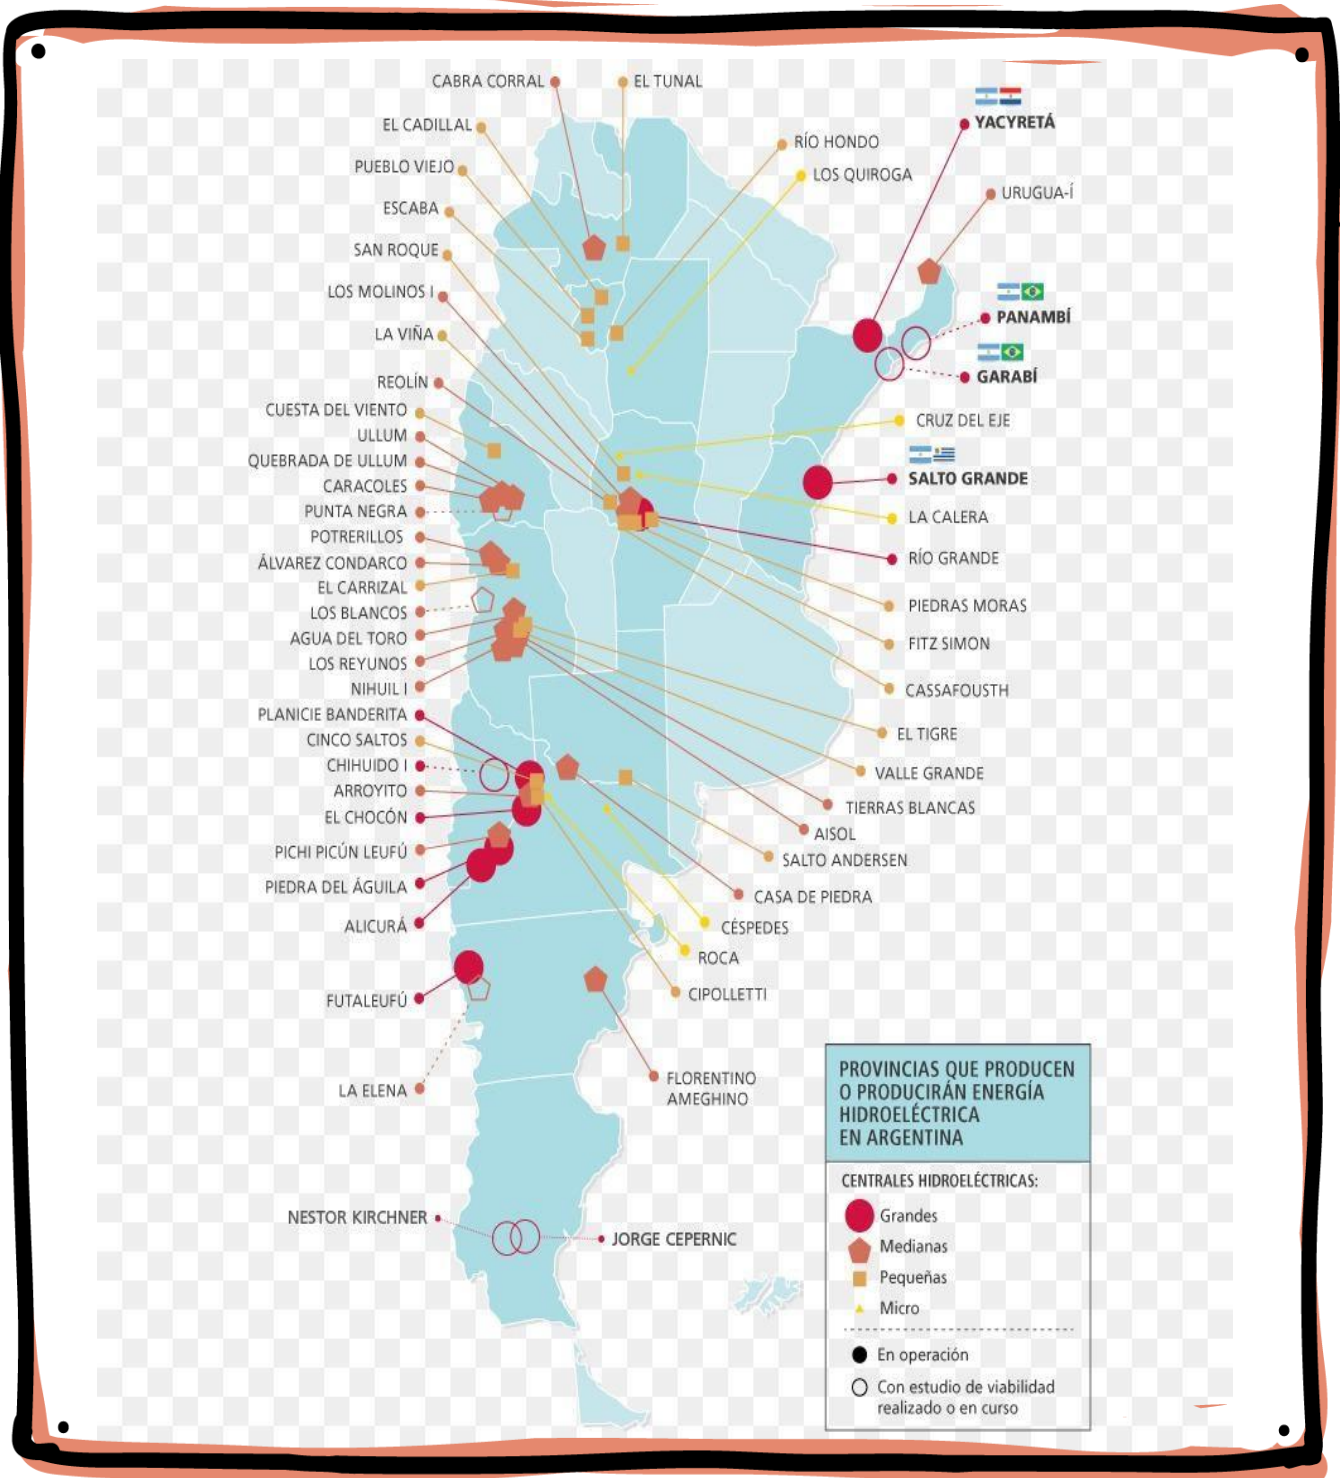 CABRA CORRAL
EL TUNAL
EL CADILLAL
PUEBLO VIEJO
ESCABA
SAN ROQUE
LOS MOLINOS I
LA VIÑA
REOLÍN
CUESTA DEL VIENTO
ULLUM
QUEBRADA DE ULLUM
CARACOLES
PUNTA NEGRA
POTRERILLOS
ÁLVAREZ CONDARCO
EL CARRIZAL
LOS BLANCOS
AGUA DEL TORO
LOS REYUNOS
NIHUIL I
PLANICIE BANDERITA
CINCO SALTOS
CHIHUIDO I
ARROYITO
EL CHOCÓN
PICHI PICÚN LEUFÚ
PIEDRA DEL ÁGUILA
ALICURÁ
FUTALEUFÚ
LA ELENA
NESTOR KIRCHNER
RÍO HONDO
LOS QUIROGA
YACYRETÁ
URUGUA-Í
PANAMBÍ
GARABÍ
CRUZ DEL EJE
SALTO GRANDE
LA CALERA
RÍO GRANDE
PIEDRAS MORAS
FITZ SIMON
CASSAFOUSTH
EL TIGRE
VALLE GRANDE
TIERRAS BLANCAS
AISOL
SALTO ANDERSEN
CASA DE PIEDRA
CÉSPEDES
ROCA
CIPOLLETTI
FLORENTINO
AMEGHINO
JORGE CEPERNIC
PROVINCIAS QUE PRODUCEN
O PRODUCIRÁN ENERGÍA
HIDROELÉCTRICA
EN ARGENTINA
CENTRALES HIDROELÉCTRICAS:
Grandes
Medianas
Pequeñas
Micro
En operación
Con estudio de viabilidad
realizado o en curso